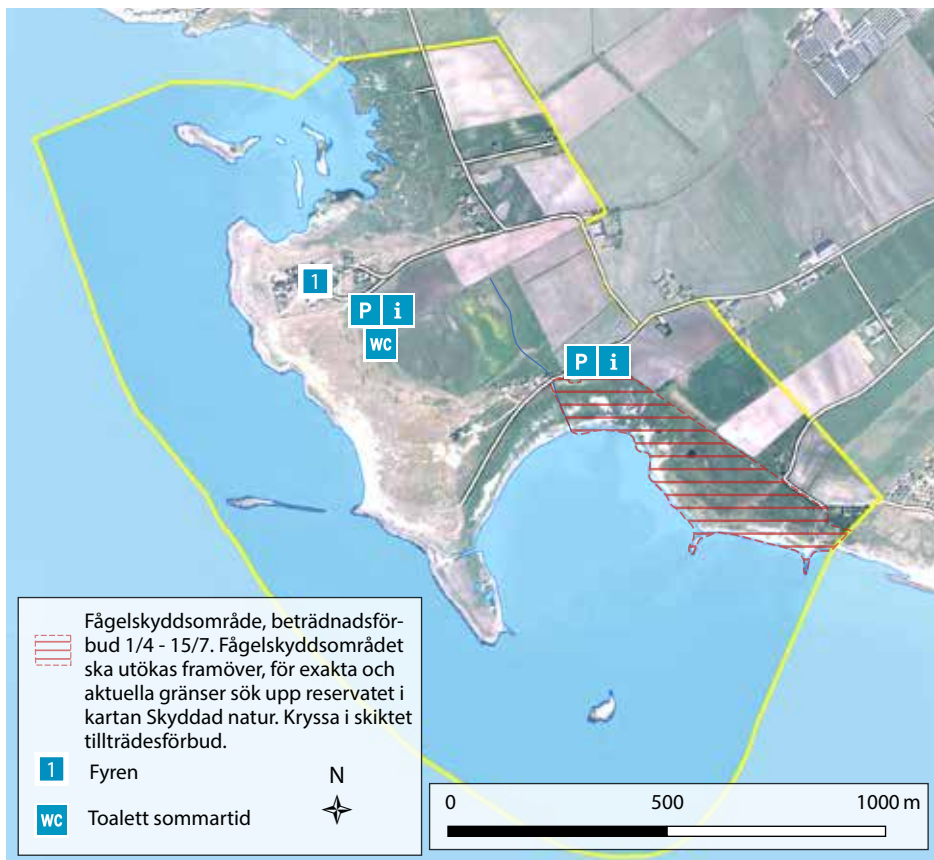 1
P i
WC
P i
Fågelskyddsområde, beträdnadsför-
bud 1/4 - 15/7. Fågelskyddsområdet
ska utökas framöver, för exakta och
aktuella gränser sök upp reservatet i
kartan Skyddad natur. Kryssa i skiktet
tillträdesförbud.
1 Fyren
N
WC Toalett sommartid
0 500 1000 m